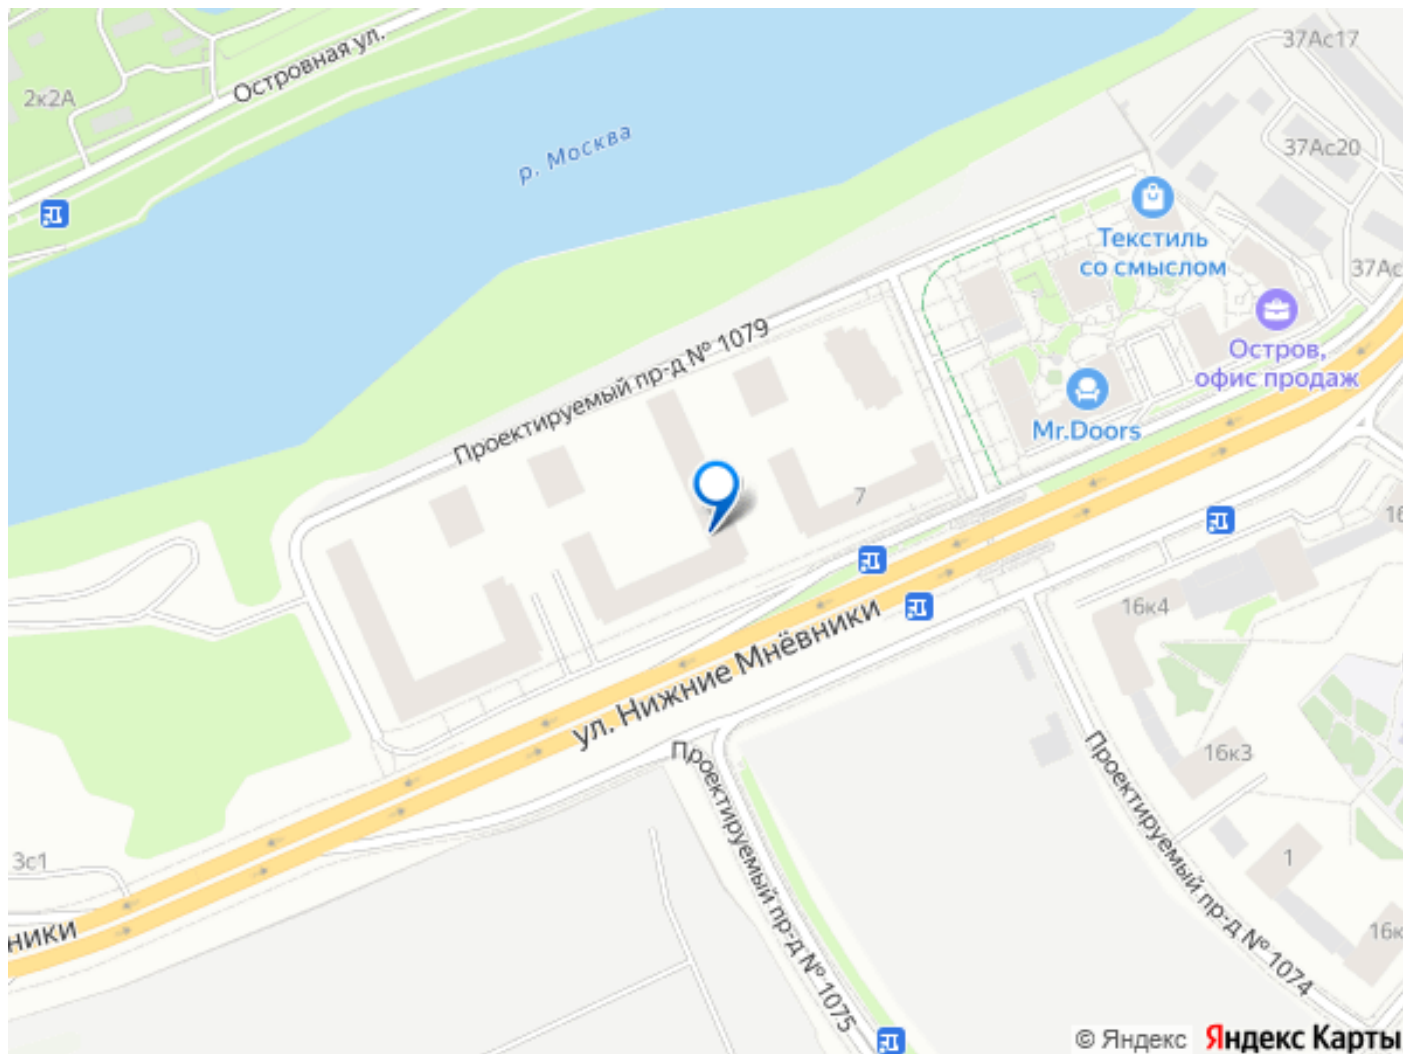 37Ас17
Островная ул.
2к2А
р. Москва
37Ас20
Текстиль
со смыслом
37Ас
Остров,
офис продаж
Проектируемый пр-д № 1079
Mr.Doors
7
16
16к4
ул. Нижние Мнёвники
16к3
Проектируемый пр-д № 1075
Проектируемый пр-д № 1074
3с1
1
ники
16к
© Яндекс Яндекс Карты